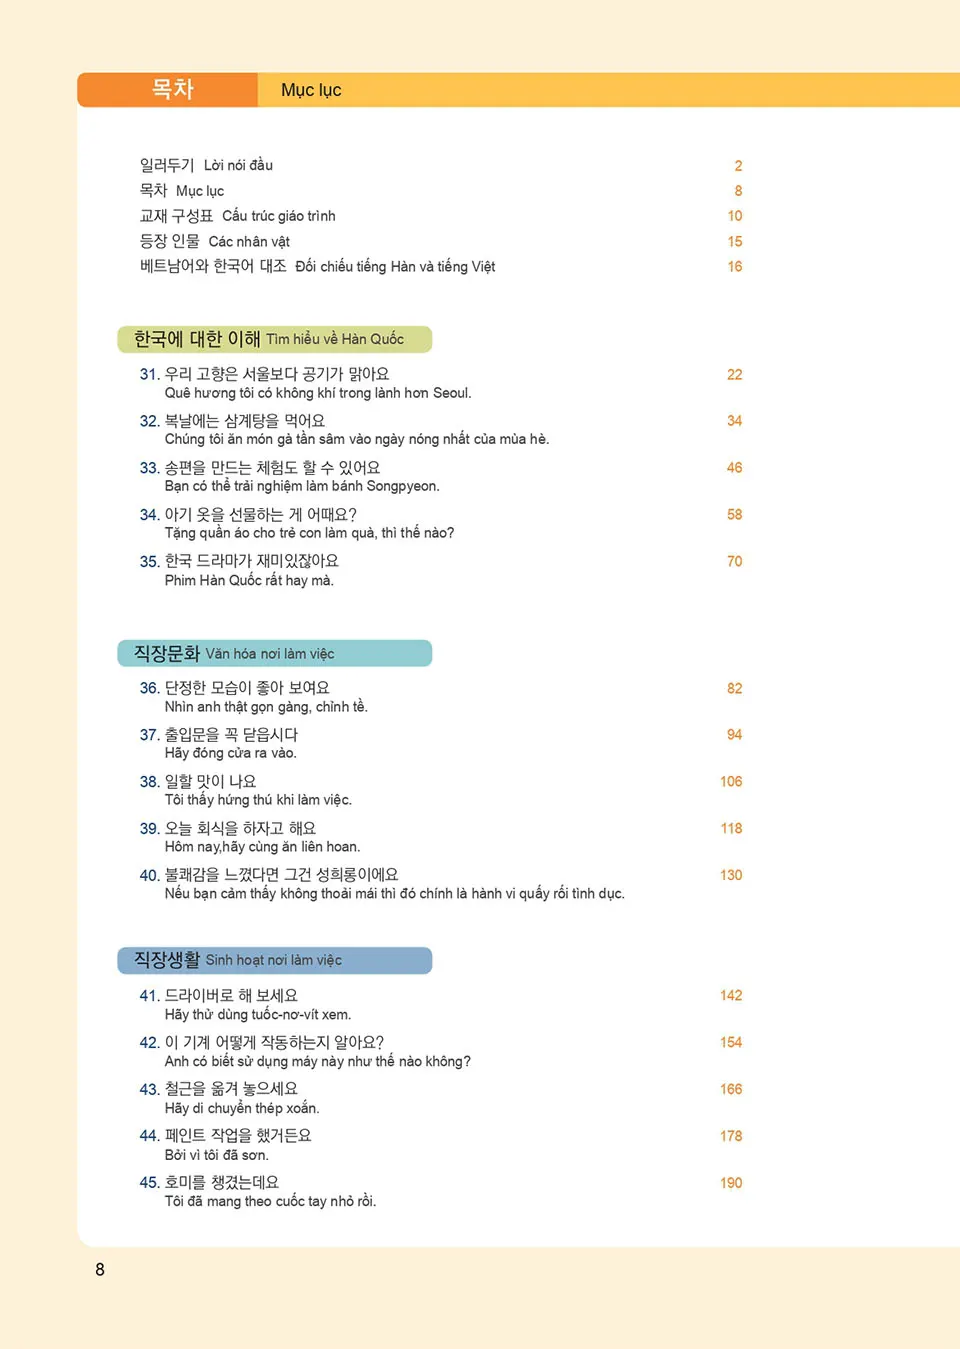 목차 Mục lục
일러두기 Lời nói đầu 2
목차 Mục lục 8
교재 구성표 Cấu trúc giáo trình 10
등장 인물 Các nhân vật 15
베트남어와 한국어 대조 Đối chiếu tiếng Hàn và tiếng Việt 16
한국에 대한 이해 Tìm hiểu về Hàn Quốc
31. 우리 고향은 서울보다 공기가 맑아요 22
Quê hương tôi có không khí trong lành hơn Seoul.
32. 복날에는 삼계탕을 먹어요 34
Chúng tôi ăn món gà tần sâm vào ngày nóng nhất của mùa hè.
33. 송편을 만드는 체험도 할 수 있어요 46
Bạn có thể trải nghiệm làm bánh Songpyeon.
34. 아기 옷을 선물하는 게 어때요? 58
Tặng quần áo cho trẻ con làm quà, thì thế nào?
35. 한국 드라마가 재미있잖아요 70
Phim Hàn Quốc rất hay mà.
직장문화 Văn hóa nơi làm việc
36. 단정한 모습이 좋아 보여요 82
Nhìn anh thật gọn gàng, chỉnh tề.
37. 출입문을 꼭 닫읍시다 94
Hãy đóng cửa ra vào.
38. 일할 맛이 나요 106
Tôi thấy hứng thú khi làm việc.
39. 오늘 회식을 하자고 해요 118
Hôm nay,hãy cùng ăn liên hoan.
40. 불쾌감을 느꼈다면 그건 성희롱이에요 130
Nếu bạn cảm thấy không thoải mái thì đó chính là hành vi quấy rối tình dục.
직장생활 Sinh hoạt nơi làm việc
41. 드라이버로 해 보세요 142
Hãy thử dùng tuốc-nơ-vít xem.
42. 이 기계 어떻게 작동하는지 알아요? 154
Anh có biết sử dụng máy này như thế nào không?
43. 철근을 옮겨 놓으세요 166
Hãy di chuyển thép xoắn.
44. 페인트 작업을 했거든요 178
Bởi vì tôi đã sơn.
45. 호미를 챙겼는데요 190
Tôi đã mang theo cuốc tay nhỏ rồi.
8